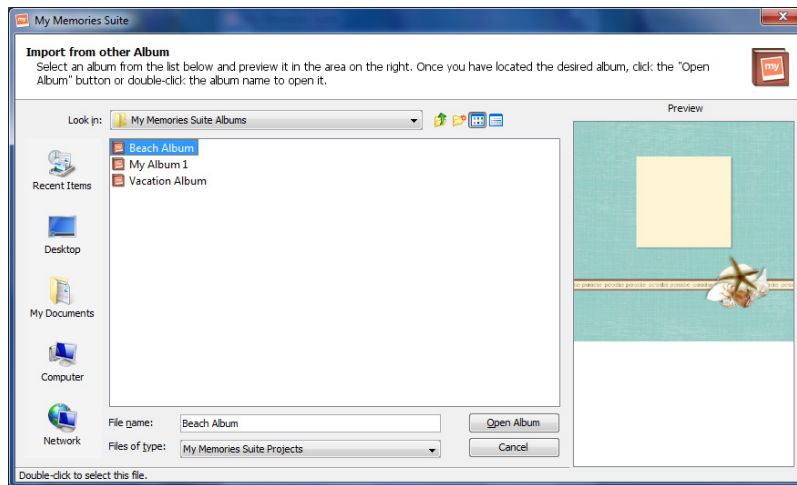 my My Memories Suite
Import from other Album
Select an album from the list below and preview it in the area on the right. Once you have located the desired album, click the "Open
Album" button or double-click the album name to open it.
my
Look in: My Memories Suite Albums
Preview
Recent Items
Desktop
My Documents
Computer
Network
Beach Album
My Album 1
Vacation Album
File name: Beach Album Open Album
Files of type: My Memories Suite Projects Cancel
Double-click to select this file.